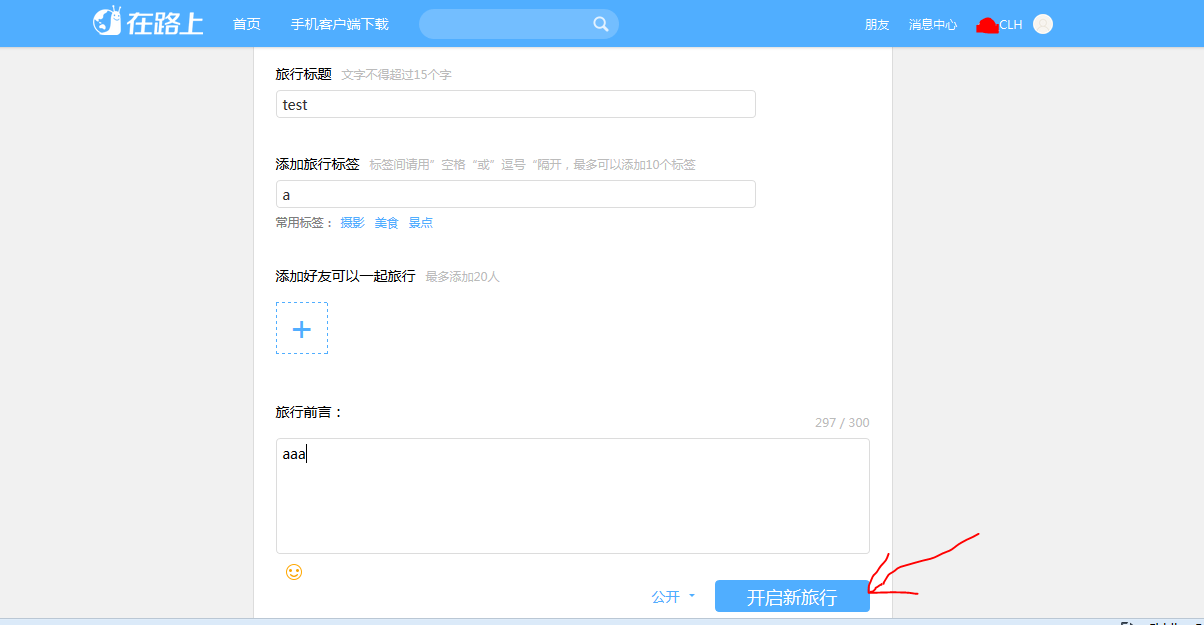 在路上 首页 手机客户端下载 朋友 消息中心 CLH
旅行标题 文字不得超过15个字
test
添加旅行标签 标签间请用" 空格 "或" 逗号 "隔开，最多可以添加10个标签
a
常用标签： 摄影 美食 景点
添加好友可以一起旅行 最多添加20人
+
旅行前言：
297 / 300
aaa
公开 开启新旅行